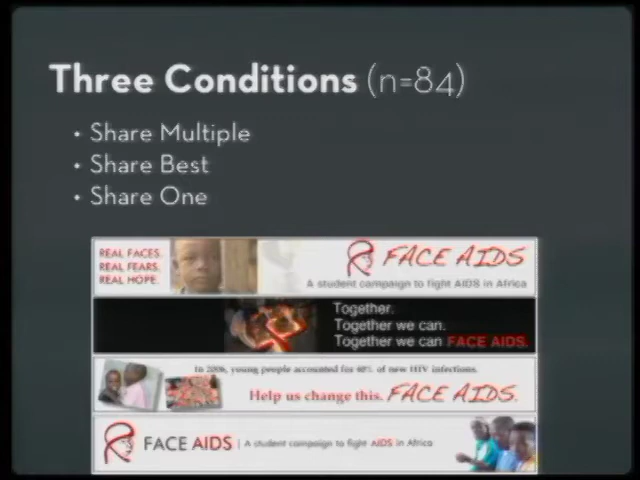 Three Conditions (n=84)
• Share Multiple
• Share Best
• Share One
REAL FACES.
REAL FEARS.
REAL HOPE.
FACE AIDS
A student campaign to fight AIDS in Africa
Together.
Together we can.
Together we can FACE AIDS.
In 2006, young people accounted for 40% of new HIV infections.
Help us change this. FACE AIDS.
FACE AIDS | A student campaign to fight AIDS in Africa